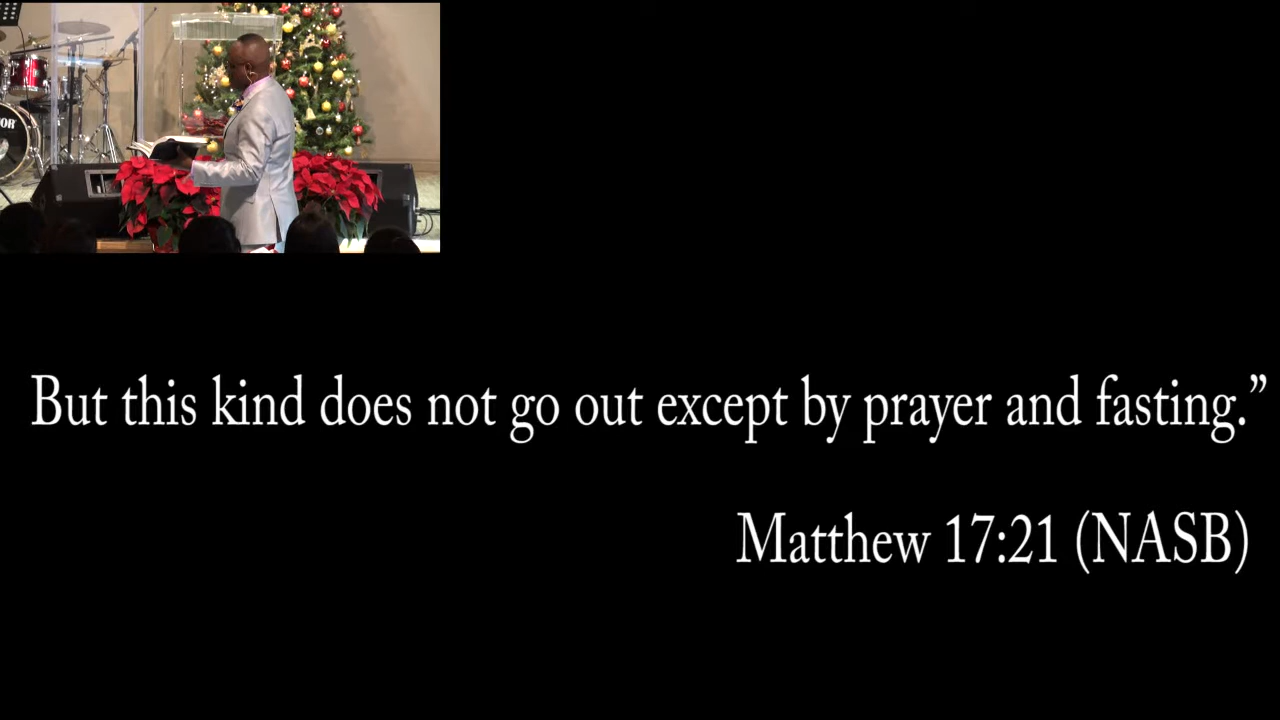 But this kind does not go out except by prayer and fasting.”
Matthew 17:21 (NASB)